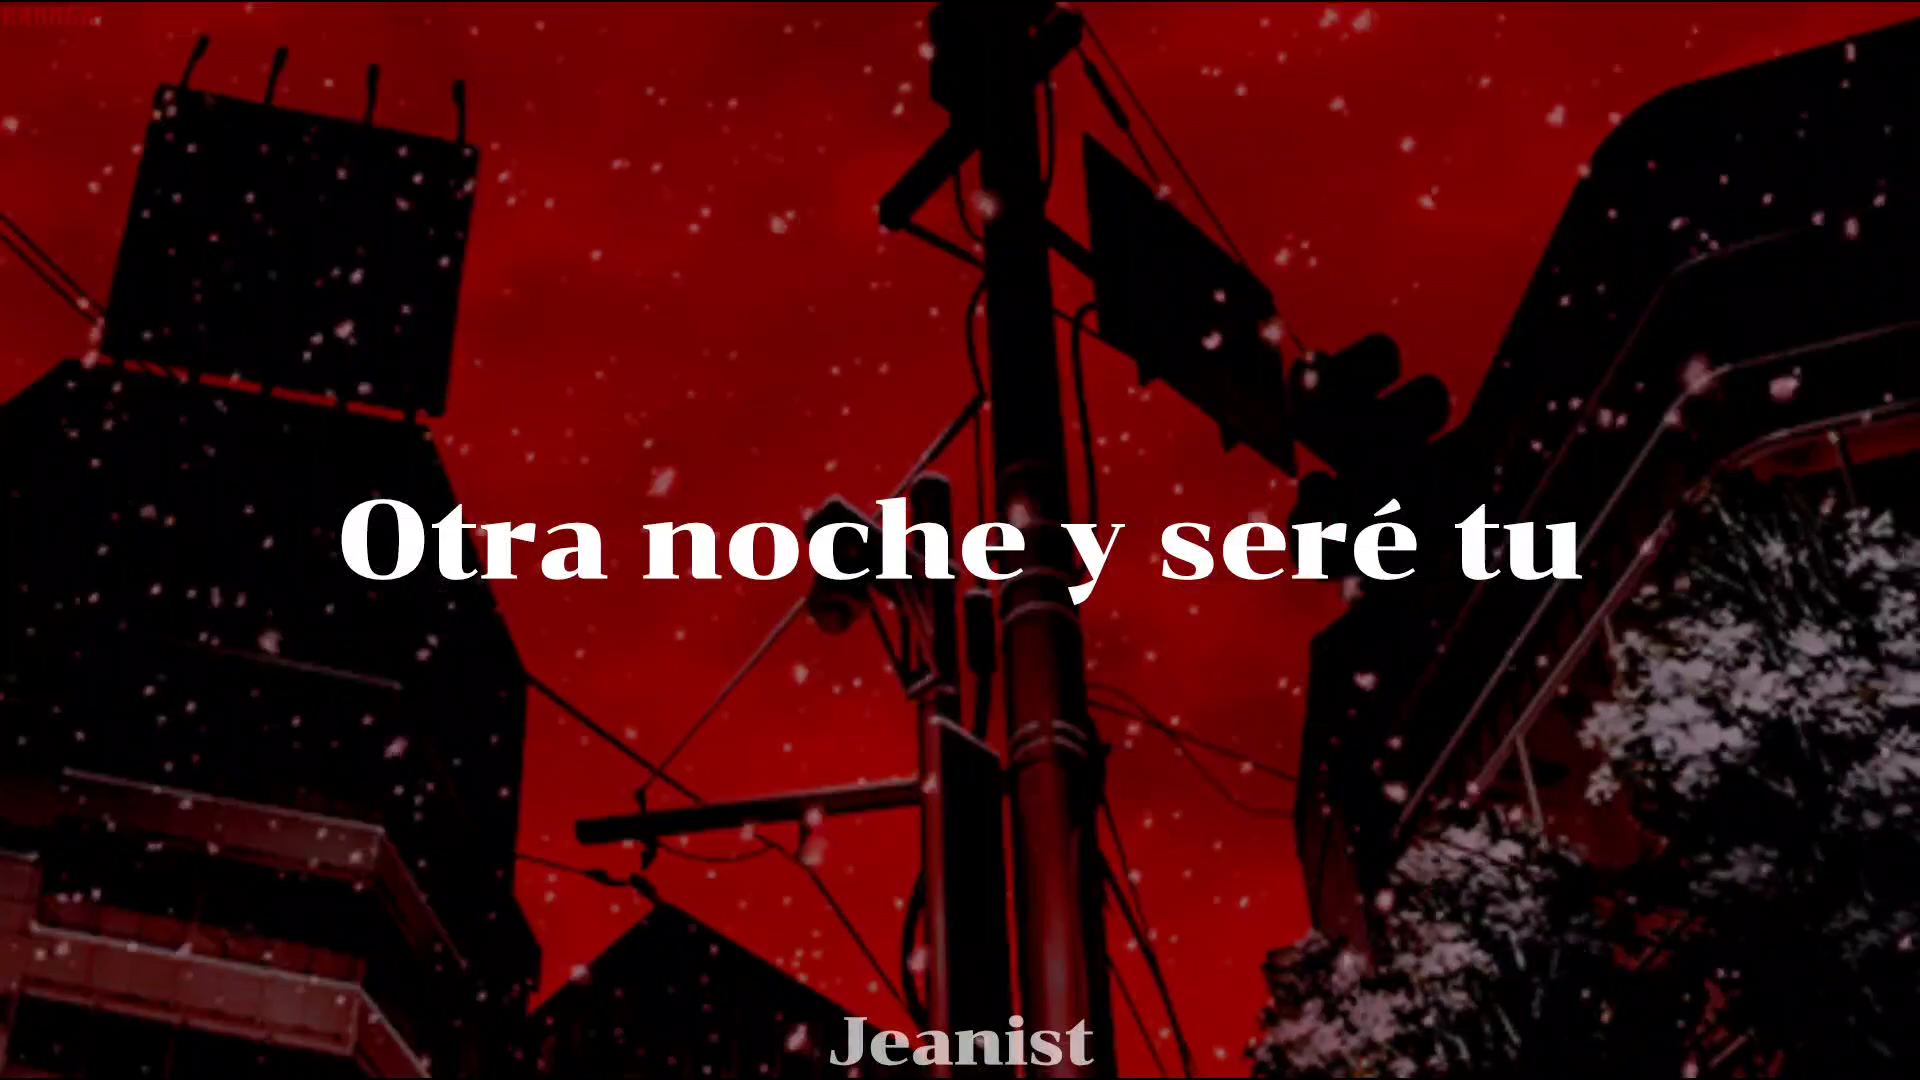 Otra noche y seré tu
Jeanist